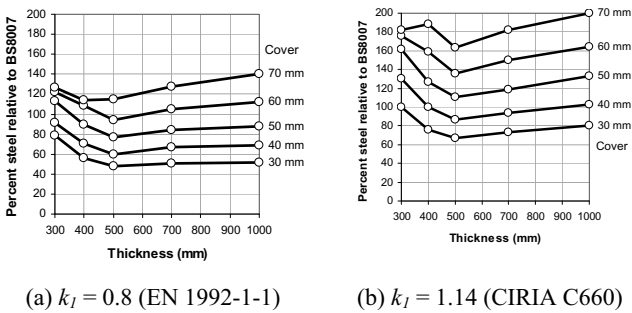 Percent steel relative to BS8007
200
180
160
140
120
100
80
60
40
20
0
300 400 500 600 700 800 900 1000
Thickness (mm)
Cover
70 mm
60 mm
50 mm
40 mm
30 mm
(a) k1 = 0.8 (EN 1992-1-1)
Percent steel relative to BS8007
200
180
160
140
120
100
80
60
40
20
0
300 400 500 600 700 800 900 1000
Thickness (mm)
70 mm
60 mm
50 mm
40 mm
30 mm
Cover
(b) k1 = 1.14 (CIRIA C660)